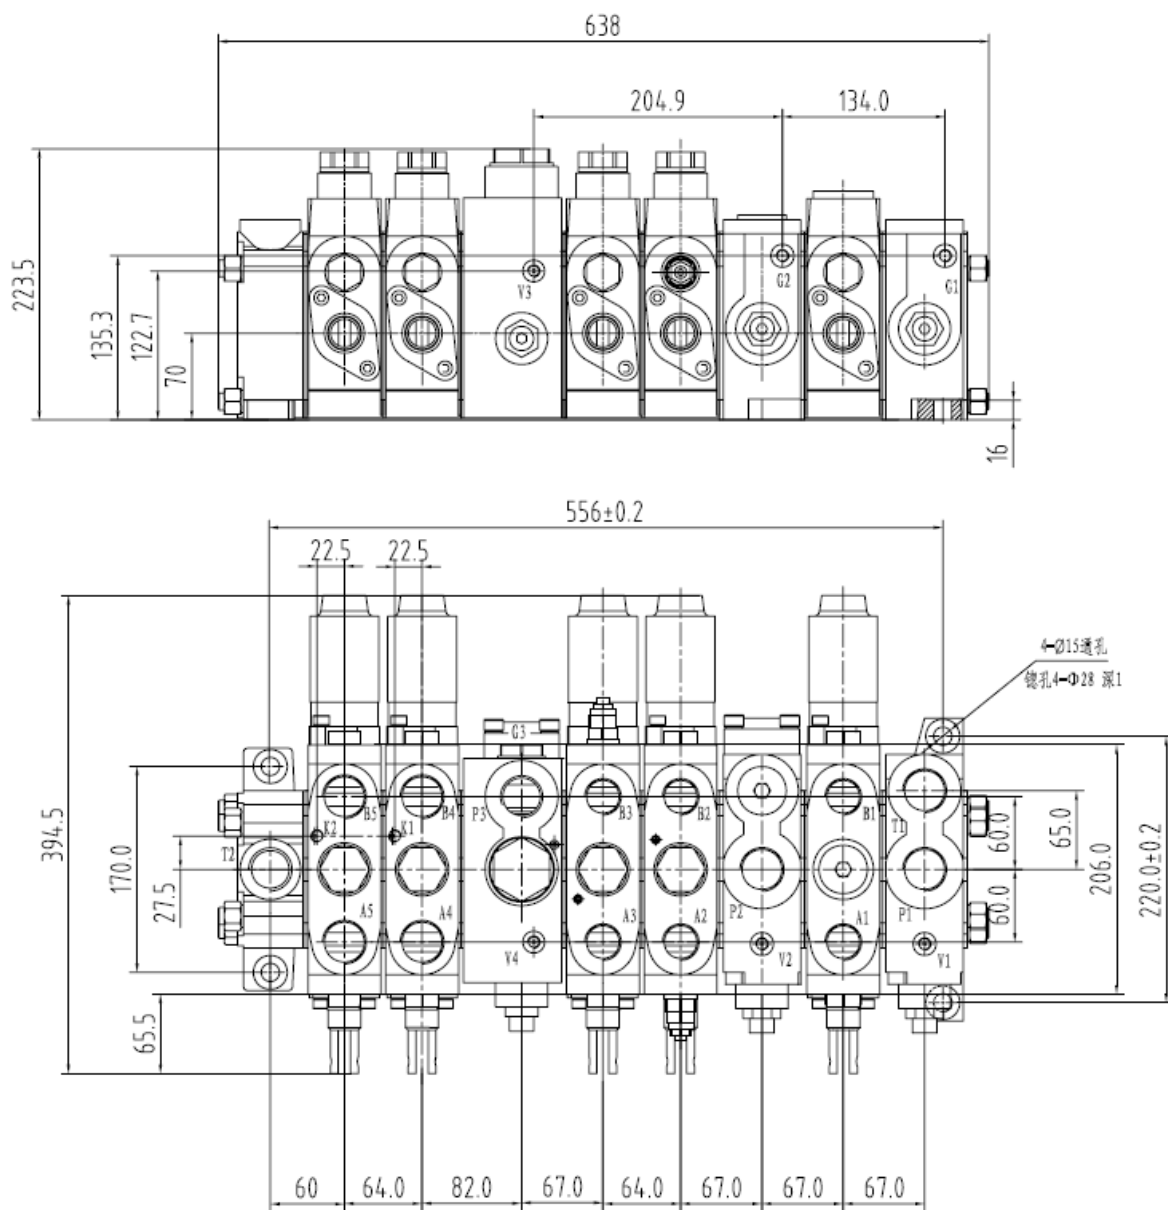 638
204.9
134.0
223.5
135.3
122.7
70
V3
G2
G1
16
556±0.2
22.5
22.5
4-Ø15通孔
锪孔4-Φ28 深1
G3
394.5
170.0
27.5
65.5
T2
K2
B5
K1
B4
P3
B3
B2
B1
T1
A5
A4
V4
A3
A2
P2
V2
A1
P1
V1
60.0
60.0
65.0
206.0
220.0±0.2
60
64.0
82.0
67.0
64.0
67.0
67.0
67.0